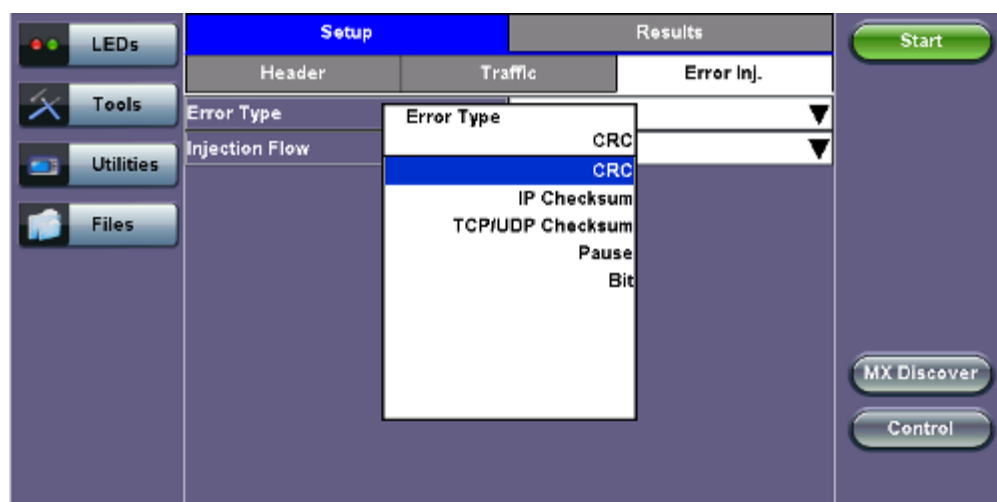 LEDs
Tools
Utilities
Files
Setup
Results
Header
Traffic
Error Inj.
Error Type
Injection Flow
Error Type
CRC
CRC
IP Checksum
TCP/UDP Checksum
Pause
Bit
Start
MX Discover
Control